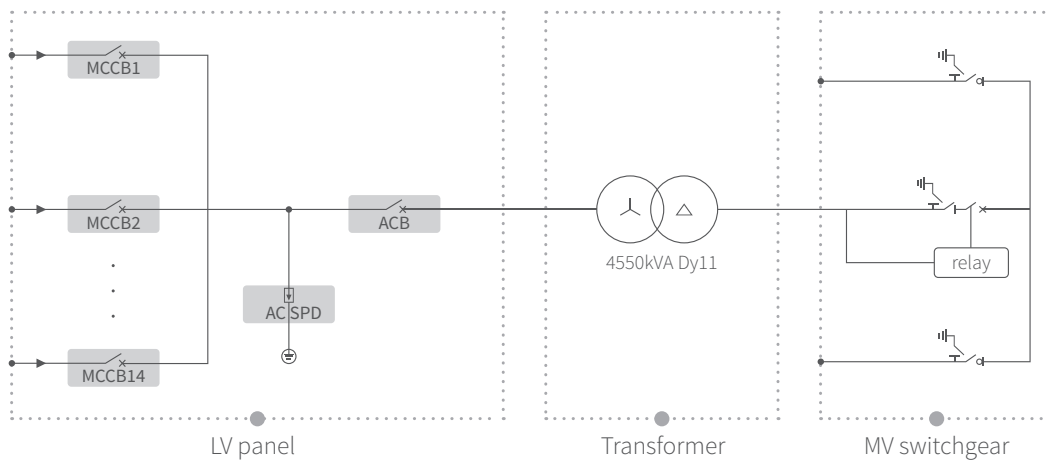 MCCB1
MCCB2
ACB
4550kVA Dy11
relay
AC SPD
MCCB14
LV panel
Transformer
MV switchgear